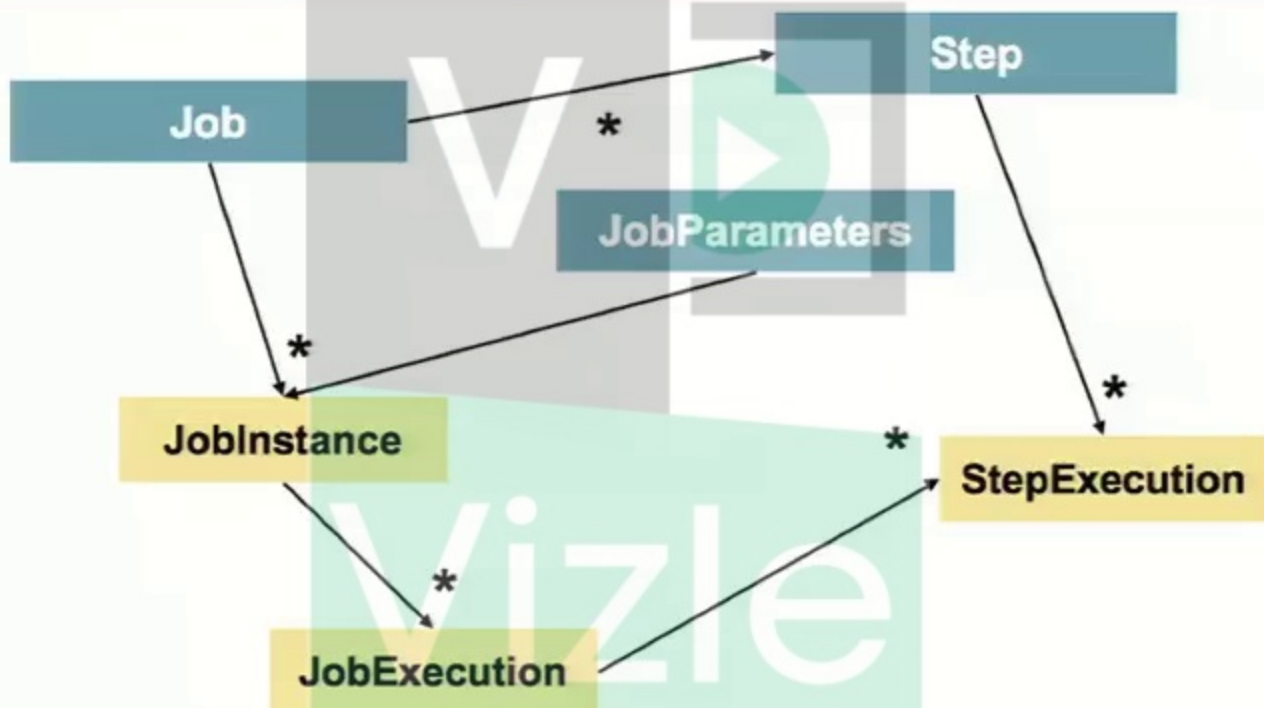 Step
Job
*
JobParameters
*
*
*
JobInstance
StepExecution
*
JobExecution
V
Vizle